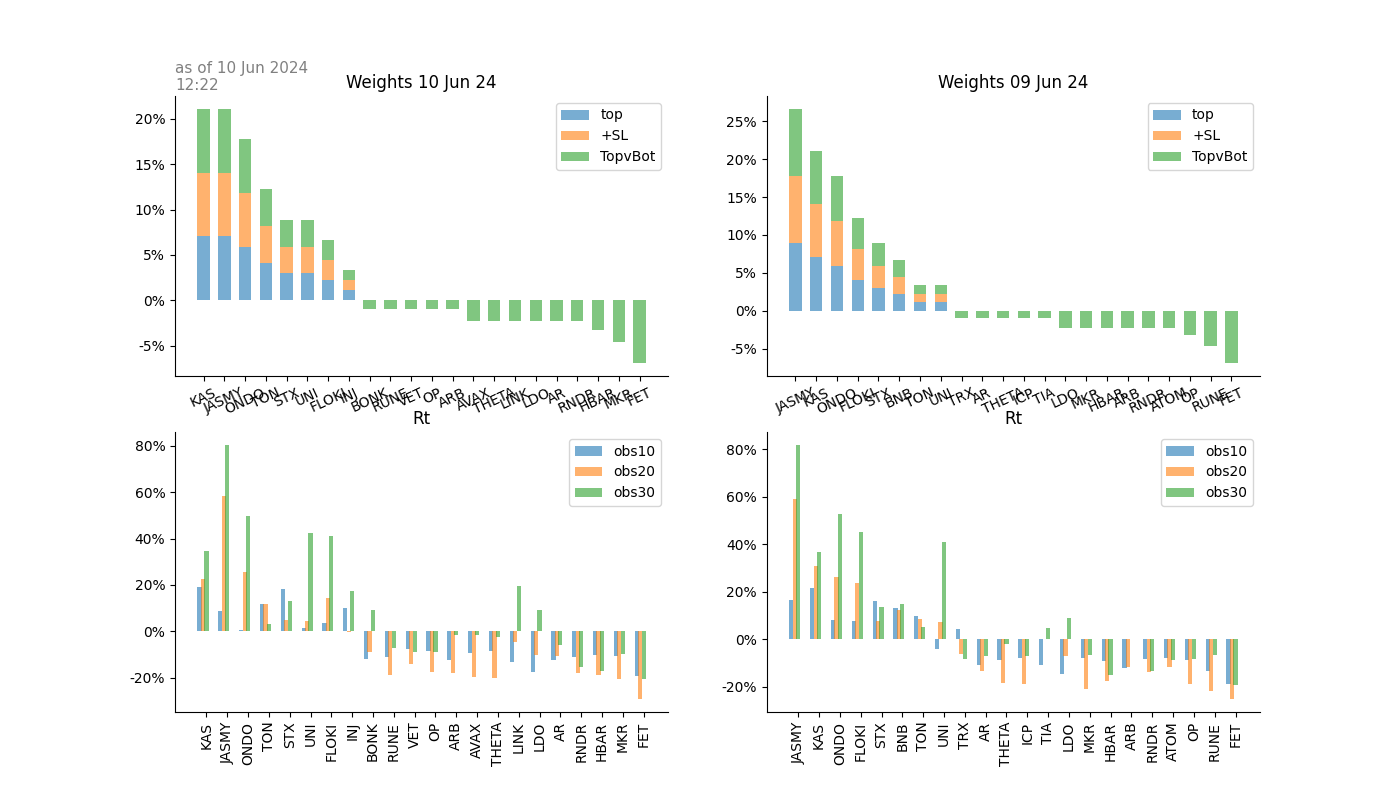 as of 10 Jun 2024
12:22
Weights 10 Jun 24
20%
15%
10%
5%
0%
-5%
top
+SL
TopvBot
KAS JASMY ONDO TON STX UNI FLOKI INJ BONK RUNE VET OP ARB AVAX THETA LINK LDO AR RNDR HBAR MKR FET
Weights 09 Jun 24
25%
20%
15%
10%
5%
0%
-5%
top
+SL
TopvBot
JASMY KAS ONDO FLOKI STX BNB TON UNI TRX AR THETA ICP TIA LDO MKR HBAR ARB RNDR ATOM OP RUNE FET
Rt
80%
60%
40%
20%
0%
-20%
obs10
obs20
obs30
KAS JASMY ONDO TON STX UNI FLOKI INJ BONK RUNE VET OP ARB AVAX THETA LINK LDO AR RNDR HBAR MKR FET
Rt
80%
60%
40%
20%
0%
-20%
obs10
obs20
obs30
JASMY KAS ONDO FLOKI STX BNB TON UNI TRX AR THETA ICP TIA LDO MKR HBAR ARB RNDR ATOM OP RUNE FET